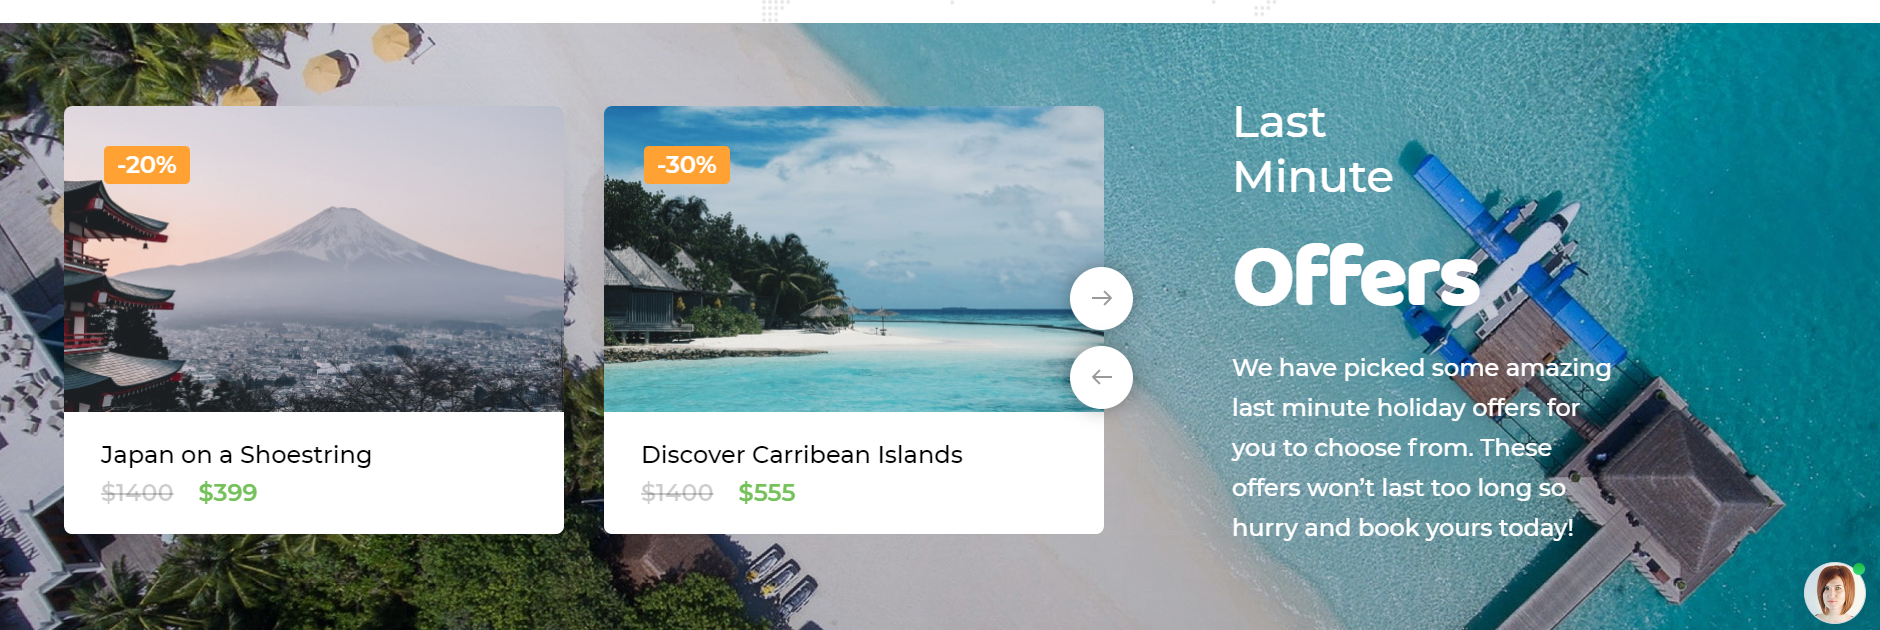 -20%
Japan on a Shoestring
$1400 $399
-30%
Discover Carribean Islands
$1400 $555
Last
Minute
Offers
We have picked some amazing
last minute holiday offers for
you to choose from. These
offers won’t last too long so
hurry and book yours today!